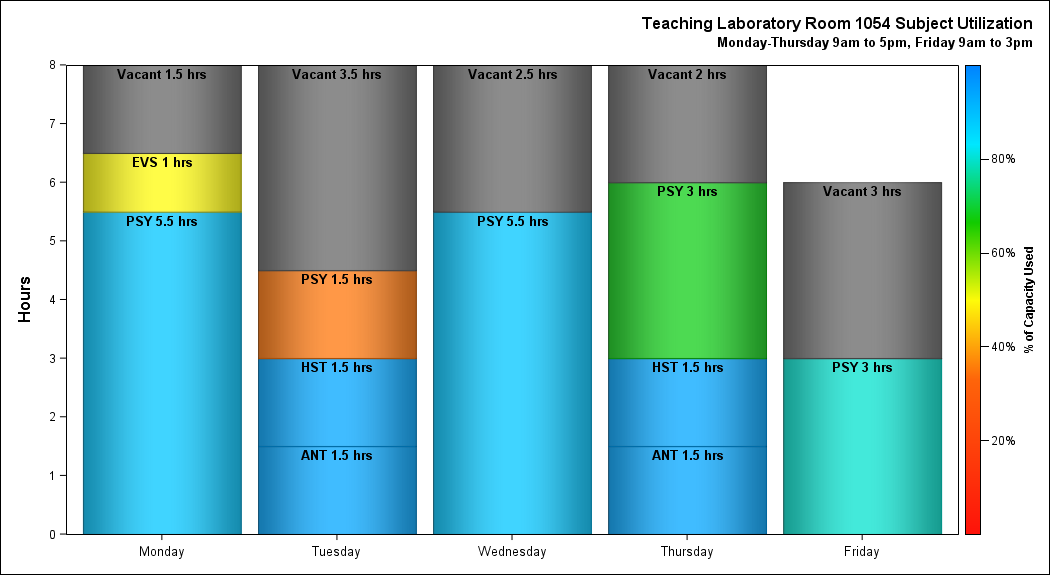 Teaching Laboratory Room 1054 Subject Utilization
Monday-Thursday 9am to 5pm, Friday 9am to 3pm
Hours
8
7
6
5
4
3
2
1
0
Vacant 1.5 hrs
EVS 1 hrs
PSY 5.5 hrs
Vacant 3.5 hrs
PSY 1.5 hrs
HST 1.5 hrs
ANT 1.5 hrs
Vacant 2.5 hrs
PSY 5.5 hrs
Vacant 2 hrs
PSY 3 hrs
HST 1.5 hrs
ANT 1.5 hrs
Vacant 3 hrs
PSY 3 hrs
Monday
Tuesday
Wednesday
Thursday
Friday
80%
60%
40%
20%
% of Capacity Used